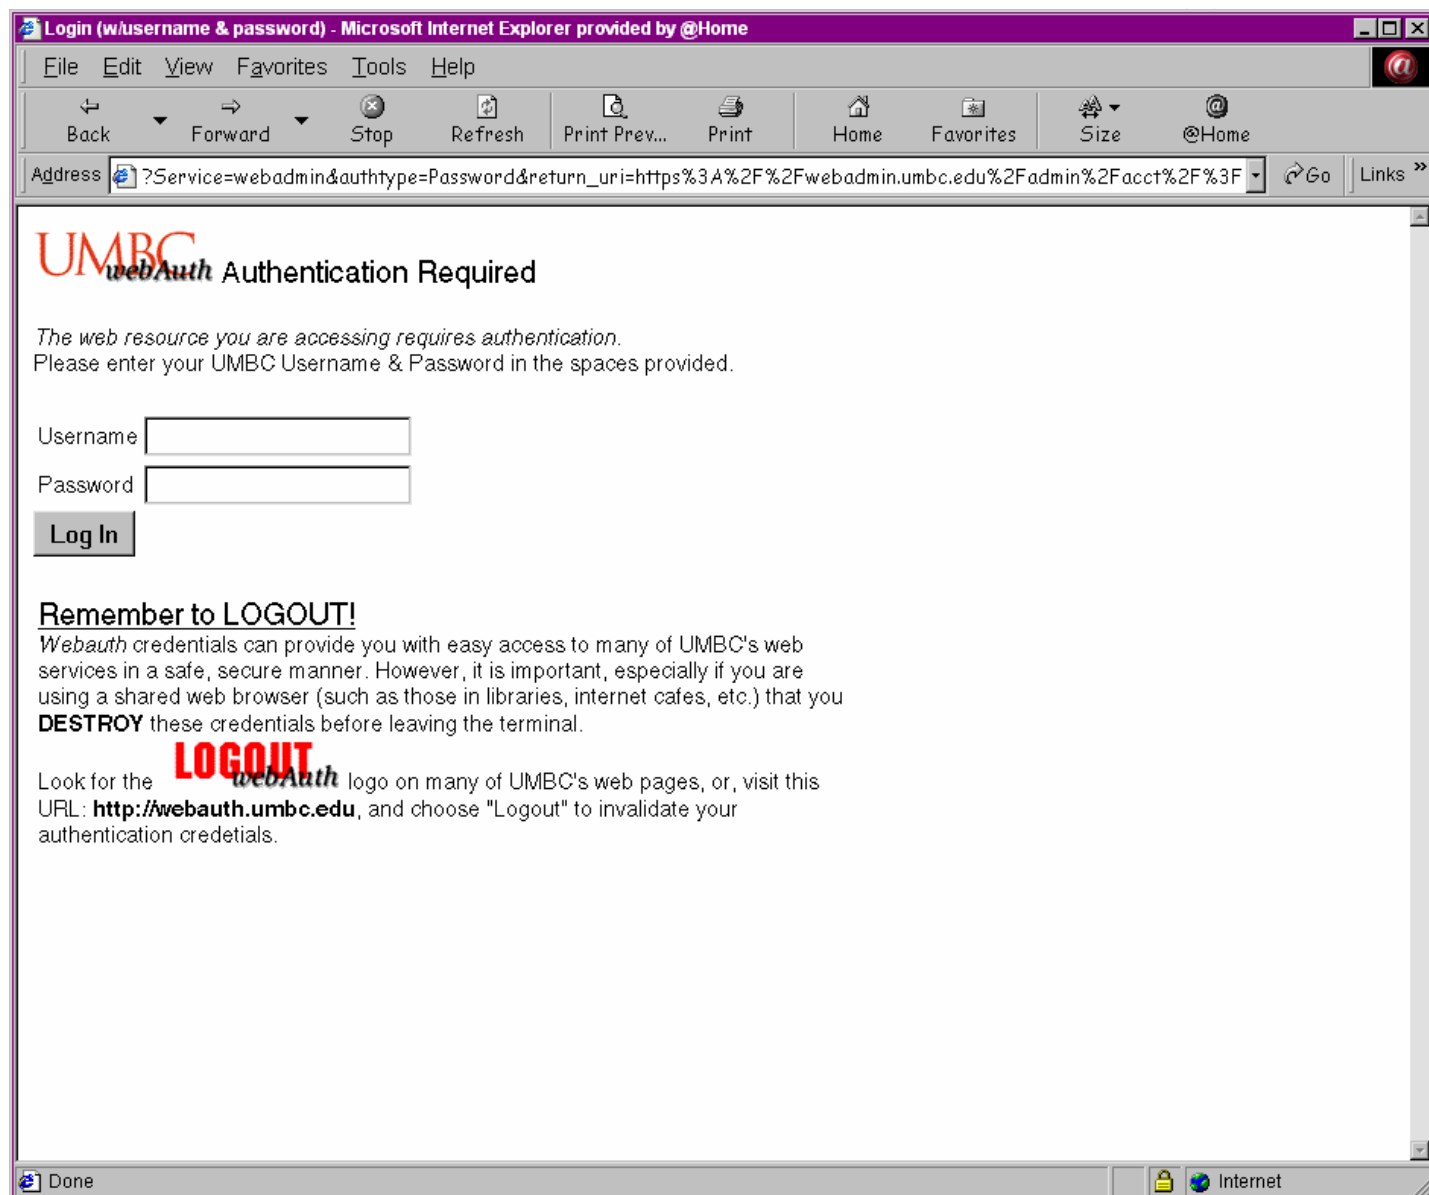 Login (w/username & password) - Microsoft Internet Explorer provided by @Home
File Edit View Favorites Tools Help
Back Forward Stop Refresh Print Prev... Print Home Favorites Size @Home
Address ?Service=webadmin&authtype=Password&return_uri=https%3A%2F%2Fwebadmin.umbc.edu%2Fadmin%2Facct%2F%3F Go Links »
UMBC webAuth Authentication Required
The web resource you are accessing requires authentication.
Please enter your UMBC Username & Password in the spaces provided.
Username
Password
Log In
Remember to LOGOUT!
Webauth credentials can provide you with easy access to many of UMBC's web
services in a safe, secure manner. However, it is important, especially if you are
using a shared web browser (such as those in libraries, internet cafes, etc.) that you
DESTROY these credentials before leaving the terminal.
Look for the LOGOUT webAuth logo on many of UMBC's web pages, or, visit this
URL: http://webauth.umbc.edu, and choose "Logout" to invalidate your
authentication credetials.
Done Internet